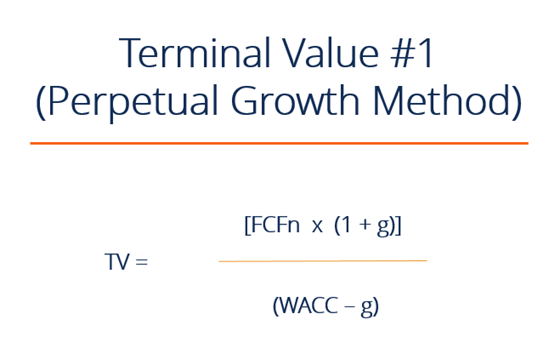 Terminal Value #1
(Perpetual Growth Method)
[FCFn x (1 + g)]
TV =
(WACC – g)